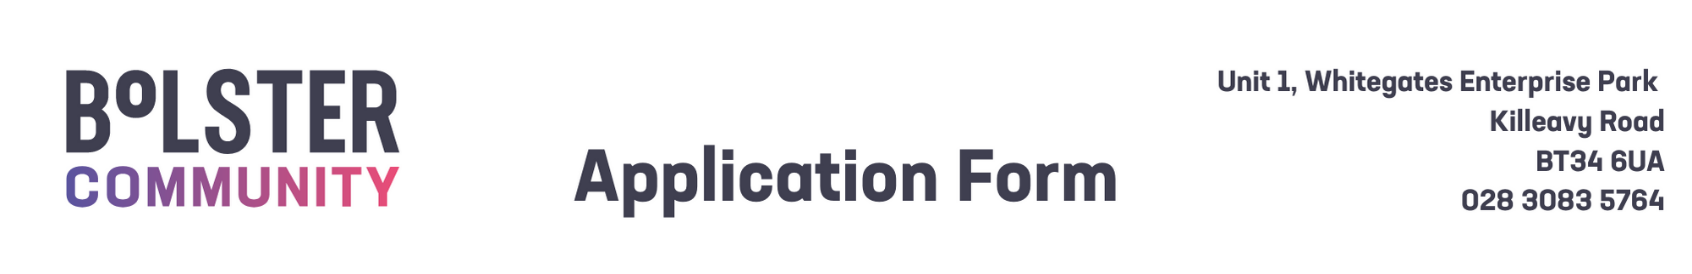 BOLSTER
COMMUNITY
Application Form
Unit 1, Whitegates Enterprise Park
Killeavy Road
BT34 6UA
028 3083 5764